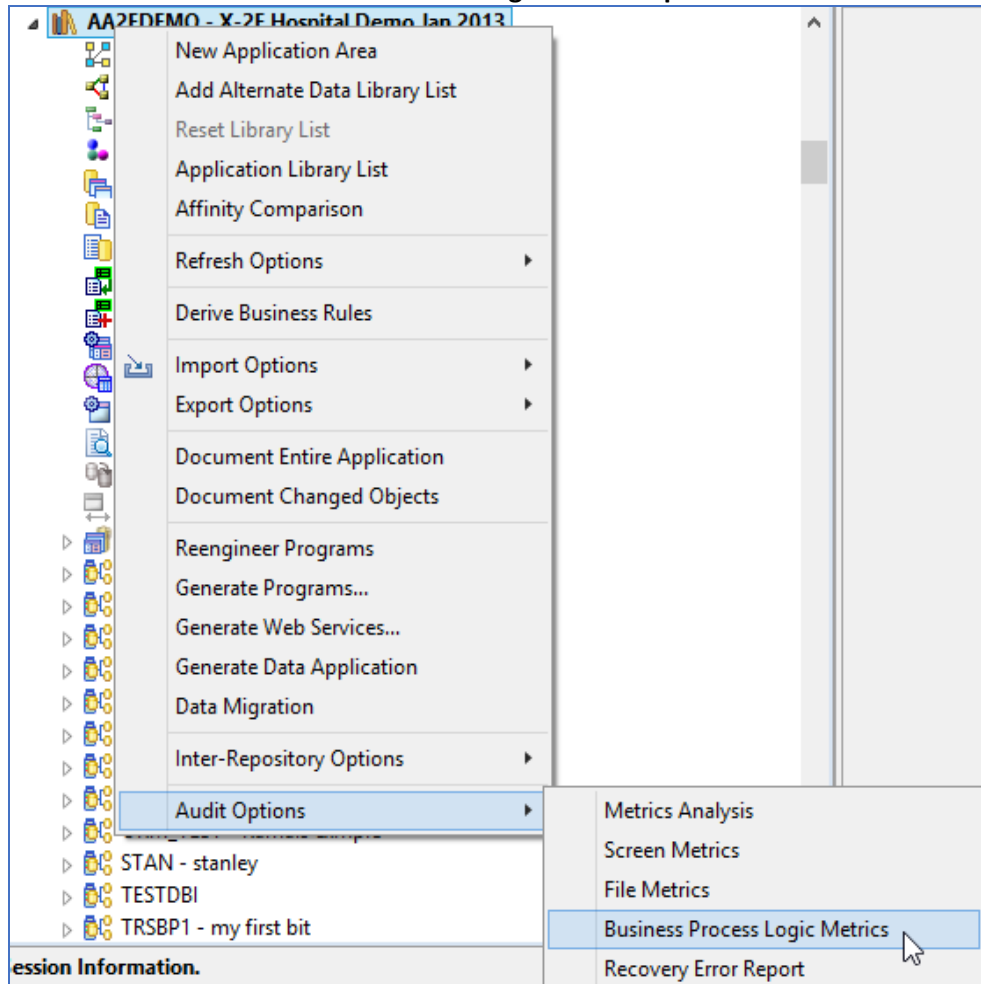 AA2EDEMO - X-2E Hospital Demo Jan 2013
New Application Area
Add Alternate Data Library List
Reset Library List
Application Library List
Affinity Comparison
Refresh Options
Derive Business Rules
Import Options
Export Options
Document Entire Application
Document Changed Objects
Reengineer Programs
Generate Programs...
Generate Web Services...
Generate Data Application
Data Migration
Inter-Repository Options
Audit Options
Metrics Analysis
Screen Metrics
File Metrics
Business Process Logic Metrics
Recovery Error Report
STAN - stanley
TESTDBI
TRSBP1 - my first bit
ession Information.